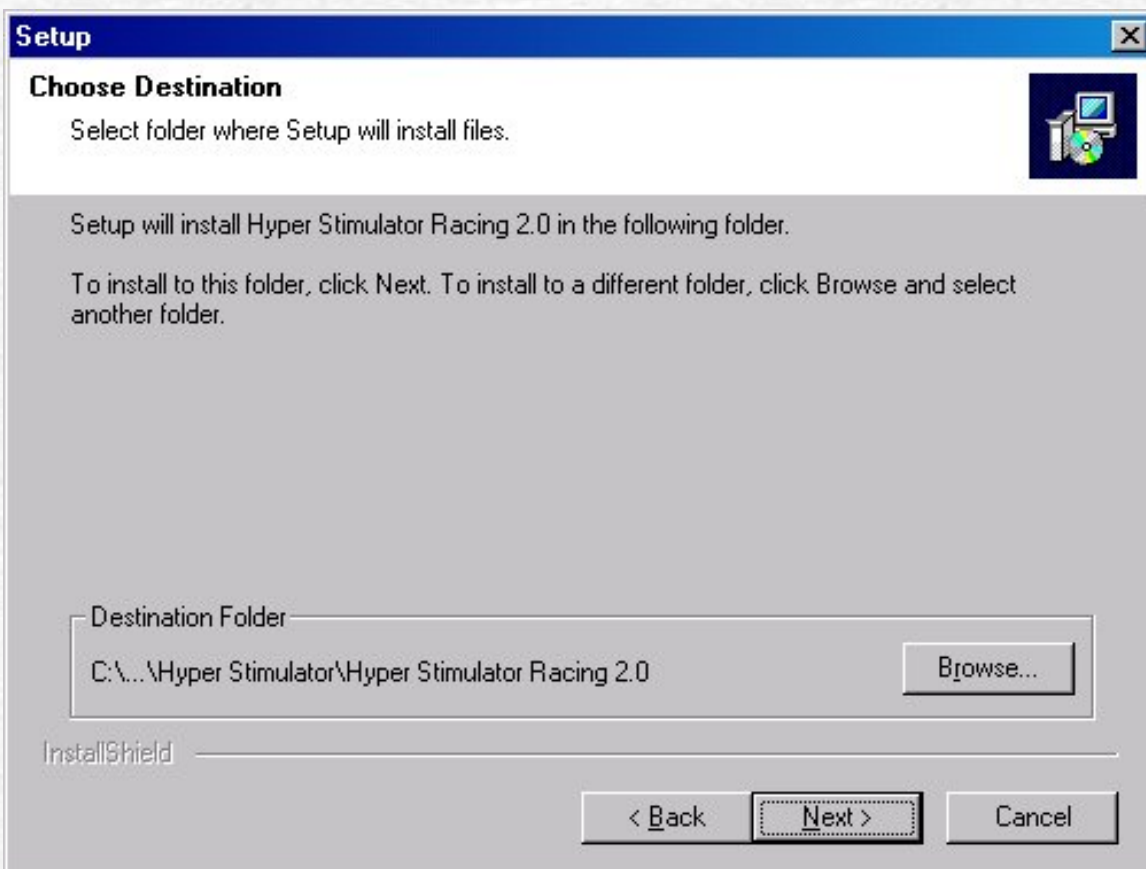 Setup
Choose Destination
Select folder where Setup will install files.
Setup will install Hyper Stimulator Racing 2.0 in the following folder.
To install to this folder, click Next. To install to a different folder, click Browse and select
another folder.
Destination Folder
C:\...\Hyper Stimulator\Hyper Stimulator Racing 2.0
Browse...
InstallShield
< Back
Next >
Cancel